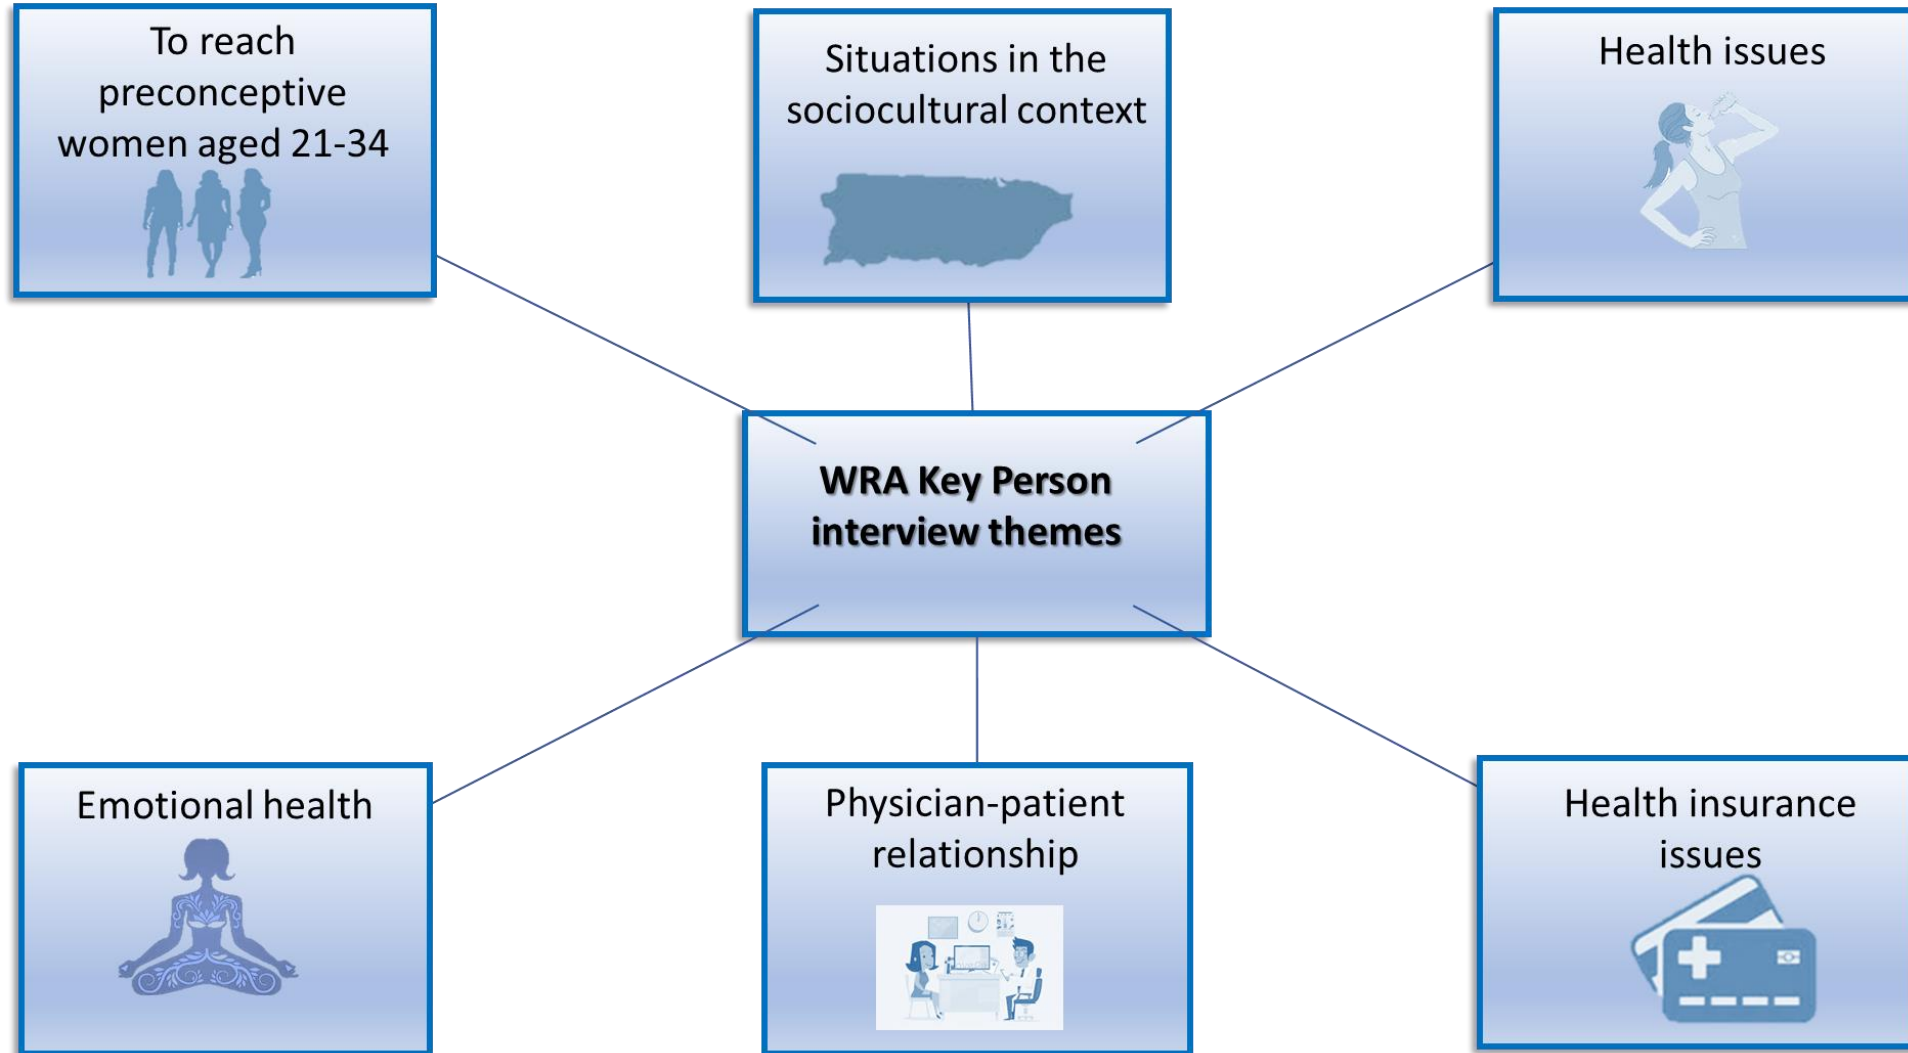 To reach
preconceptive
women aged 21-34
Situations in the
sociocultural context
Health issues
WRA Key Person
interview themes
Emotional health
Physician-patient
relationship
Health insurance
issues